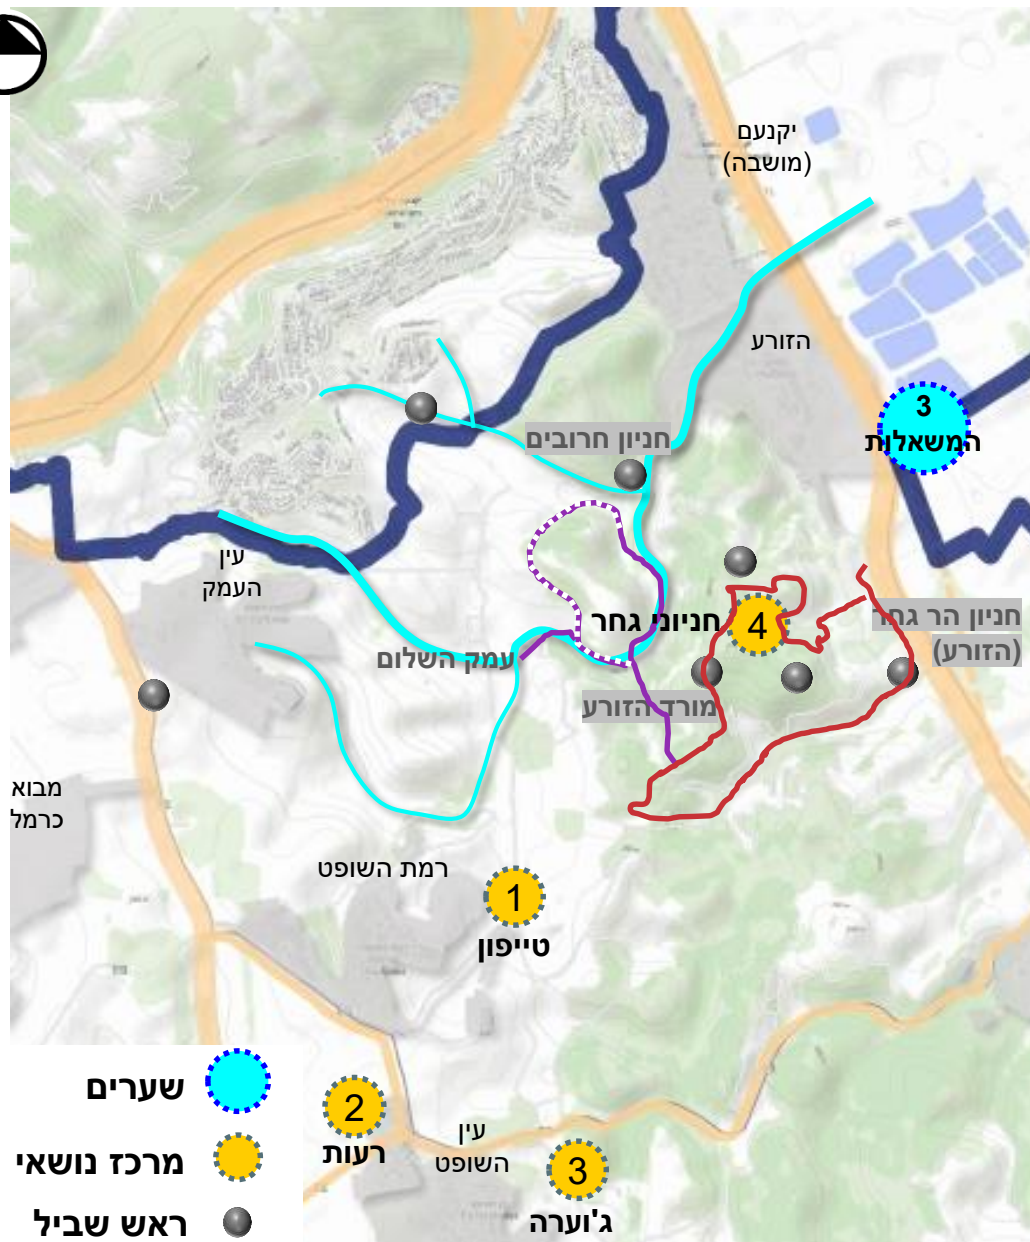 יקנעם
(מושבה)
הזורע
3
המשאלות
חניון חרובים
עין
העמק
חניוני גחר
4
חניון הר גחר
(הזורע)
עמק השלום
מורד הזורע
מבוא
כרמל
רמת השופט
1
טייפון
2
רעות
עין
השופט
3
ג'וערה
שערים
מרכז נושאי
ראש שביל